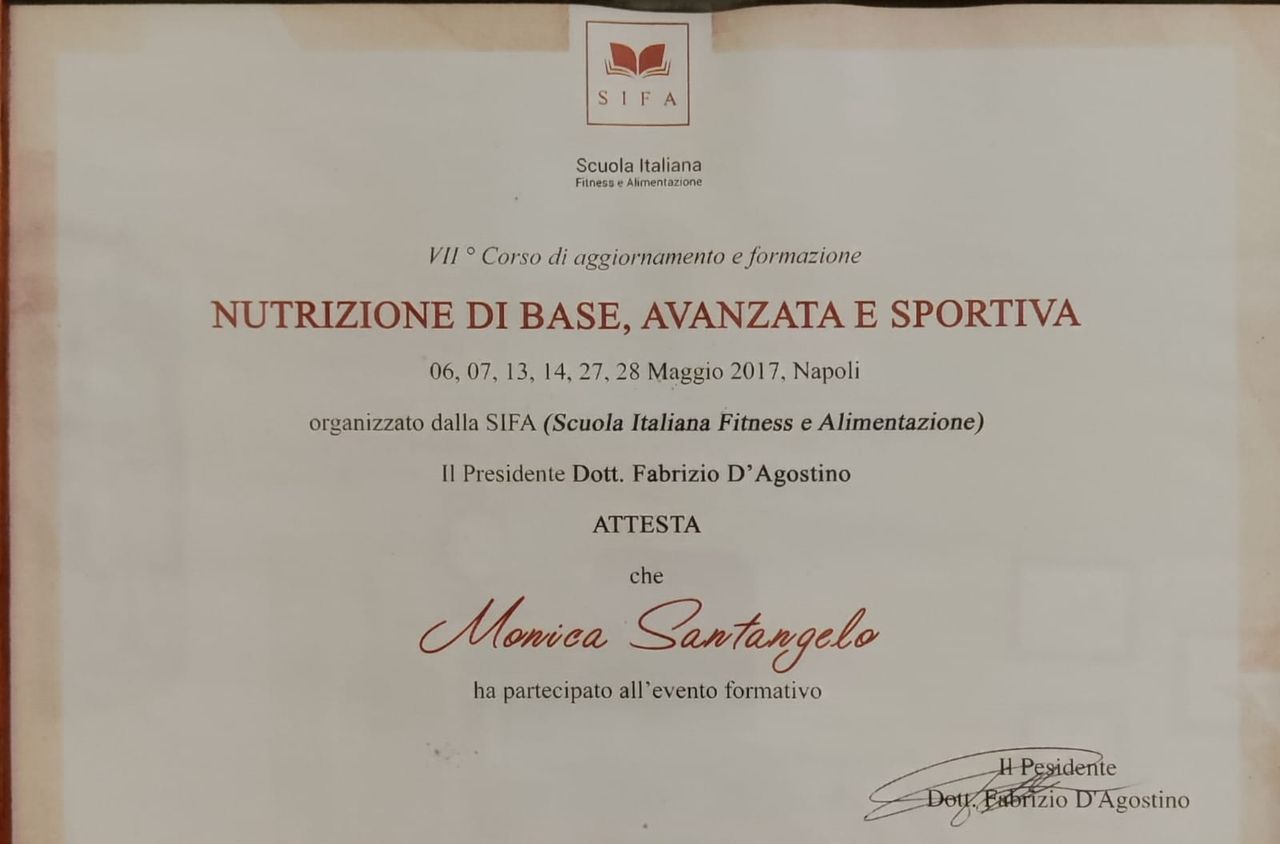 SIFA
Scuola Italiana
Fitness e Alimentazione
VII ° Corso di aggiornamento e formazione
NUTRIZIONE DI BASE, AVANZATA E SPORTIVA
06, 07, 13, 14, 27, 28 Maggio 2017, Napoli
organizzato dalla SIFA (Scuola Italiana Fitness e Alimentazione)
Il Presidente Dott. Fabrizio D’Agostino
ATTESTA
che
Monica Santangelo
ha partecipato all’evento formativo
Il Pesidente
Dott. Fabrizio D'Agostino